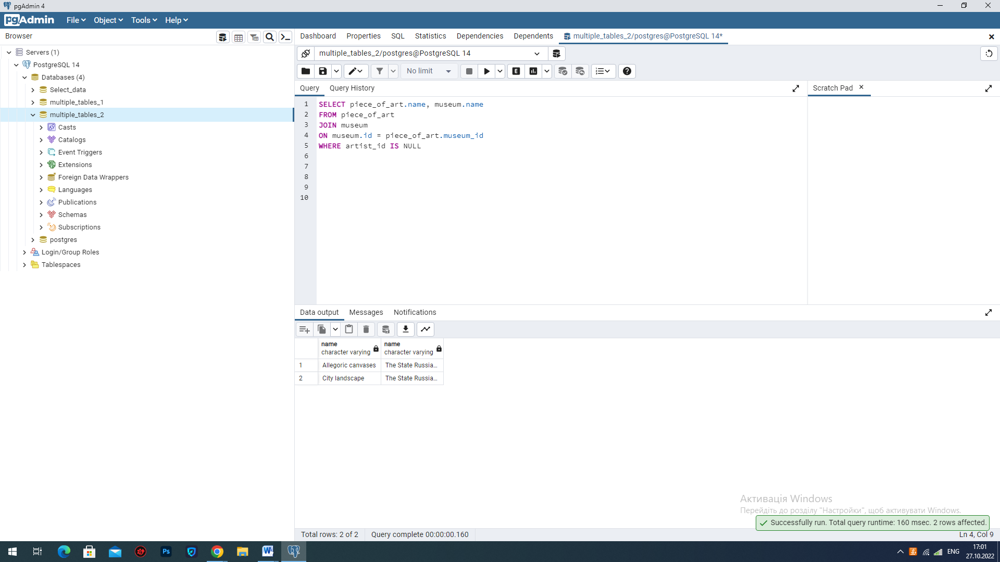 pgAdmin 4
pgAdmin File Object Tools Help
Browser
Dashboard Properties SQL Statistics Dependencies Dependents multiple_tables_2/postgres@PostgreSQL 14*
Servers (1)
PostgreSQL 14
Databases (4)
Select_data
multiple_tables_1
multiple_tables_2
Casts
Catalogs
Event Triggers
Extensions
Foreign Data Wrappers
Languages
Publications
Schemas
Subscriptions
postgres
Login/Group Roles
Tablespaces
multiple_tables_2/postgres@PostgreSQL 14
No limit
E
Query Query History
Scratch Pad
1 SELECT piece_of_art.name, museum.name
2 FROM piece_of_art
3 JOIN museum
4 ON museum.id = piece_of_art.museum_id
5 WHERE artist_id IS NULL
6
7
8
9
10
Data output Messages Notifications
name character varying name character varying
1 Allegoric canvases The State Russia...
2 City landscape The State Russia...
Активація Windows
Перейдіть до розділу "Настройки", щоб активувати Windows.
Successfully run. Total query runtime: 160 msec. 2 rows affected.
Total rows: 2 of 2 Query complete 00:00:00.160 Ln 4, Col 9
Ps
W
ENG
17:01
27.10.2022